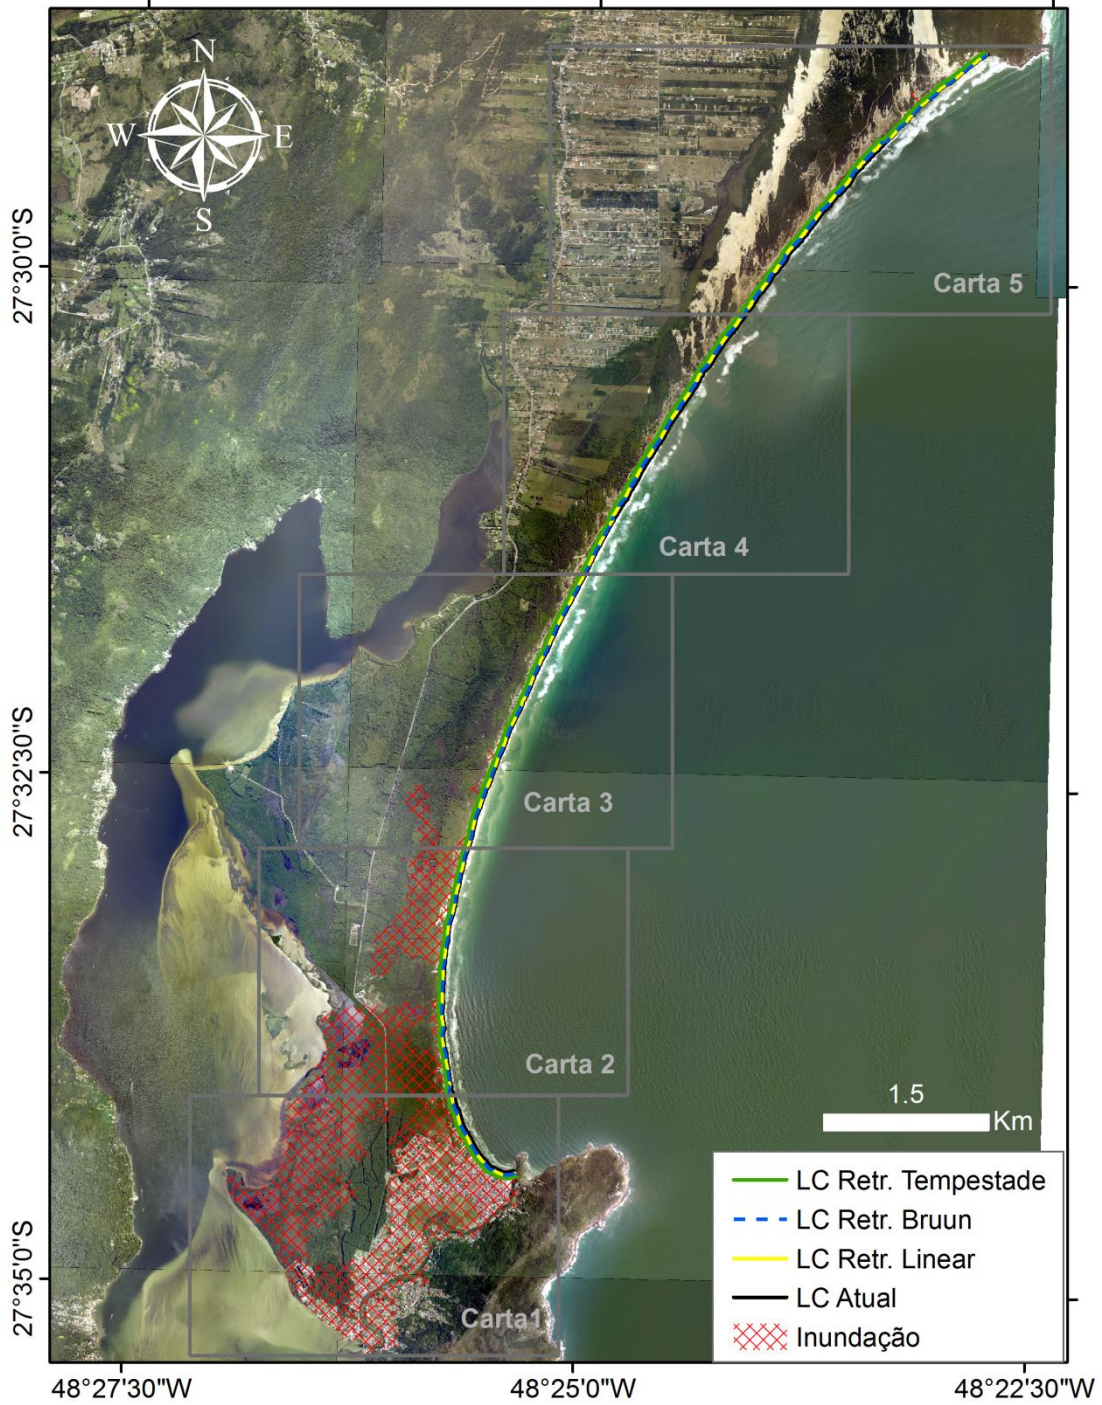 N
W
E
S
27°30'0"S
Carta 5
Carta 4
27°32'30"S
Carta 3
Carta 2
1.5
Km
LC Retr. Tempestade
LC Retr. Bruun
LC Retr. Linear
LC Atual
Inundação
27°35'0"S
Carta1
48°27'30"W
48°25'0"W
48°22'30"W